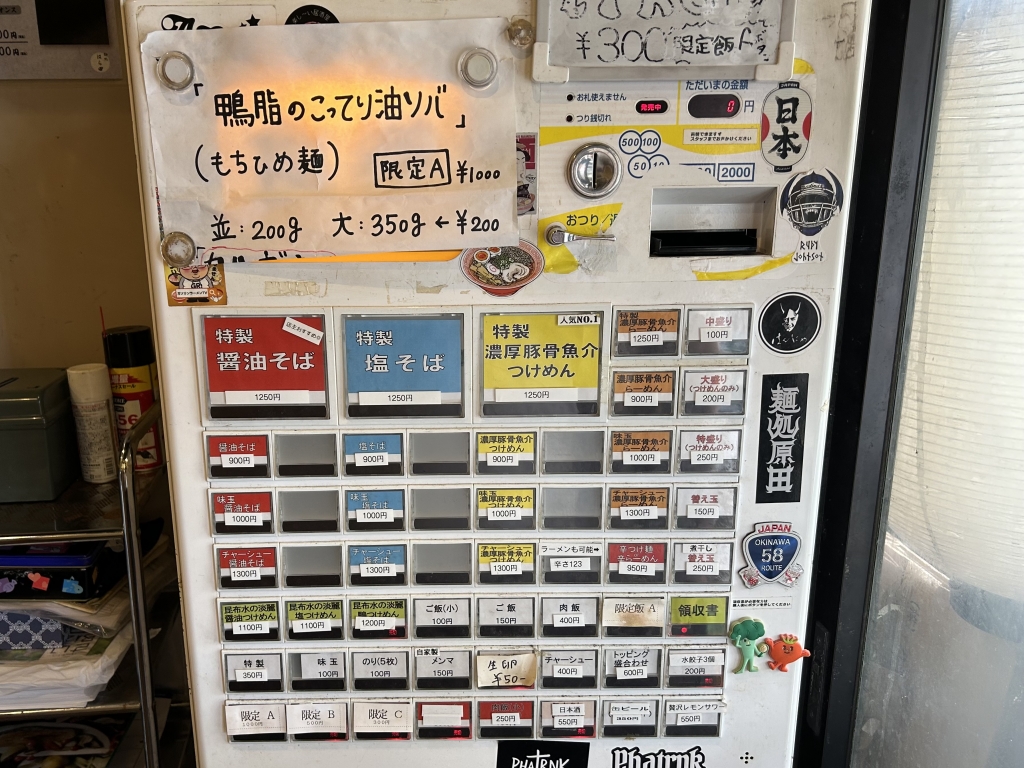 「鴨脂のこってり油ソバ」
(もちひめ麺)
限定A ¥1000
並:200g 大:350g ←¥200
¥300
限定飯A
お札使えません
発売中
つり銭切れ
ただいまの金額
0円
500 100
50 10
2000
おつり
日本
RUDY
JOHNSON
特製
醤油そば
1250円
特製
塩そば
1250円
人気NO.1
特製
濃厚豚骨魚介
つけめん
1250円
特製
濃厚豚骨魚介
らーめん
1250円
中盛り
100円
濃厚豚骨魚介
らーめん
900円
大盛り
(つけめんのみ)
200円
醤油そば
900円
塩そば
900円
濃厚豚骨魚介
つけめん
900円
味玉
濃厚豚骨魚介
らーめん
1000円
特盛り
(つけめんのみ)
250円
味玉
醤油そば
1000円
味玉
塩そば
1000円
味玉
濃厚豚骨魚介
つけめん
1000円
チャーシュー
濃厚豚骨魚介
らーめん
1300円
替え玉
150円
チャーシュー
醤油そば
1300円
チャーシュー
塩そば
1300円
チャーシュー
濃厚豚骨魚介
つけめん
1300円
ラーメンも可能➡
辛さ123
辛つけ麺
辛らーめん
950円
煮干し
替え玉
250円
昆布水の淡麗
醤油つけめん
1100円
昆布水の淡麗
塩つけめん
1100円
昆布水の淡麗
1200円
ご飯(小)
100円
ご飯
150円
肉飯
400円
限定飯A
領収書
特製
350円
味玉
100円
のり(5枚)
100円
自家製
メンマ
150円
生卵
¥50-
チャーシュー
400円
トッピング
盛合わせ
600円
水餃子3個
200円
限定 A
限定 B
限定 C
250円
日本酒
550円
缶ビール
350円
贅沢レモンサワー
550円
麺処原田
JAPAN
OKINAWA
58
ROUTE
PHATRNK
Phatrnk